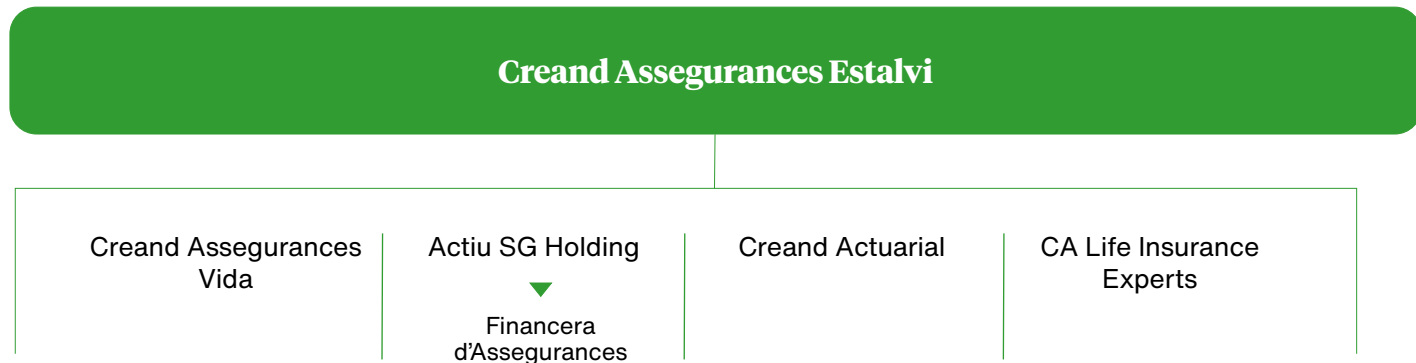 Creand Assegurances Estalvi
Creand Assegurances
Vida
Actiu SG Holding
Financera
d’Assegurances
Creand Actuarial
CA Life Insurance
Experts